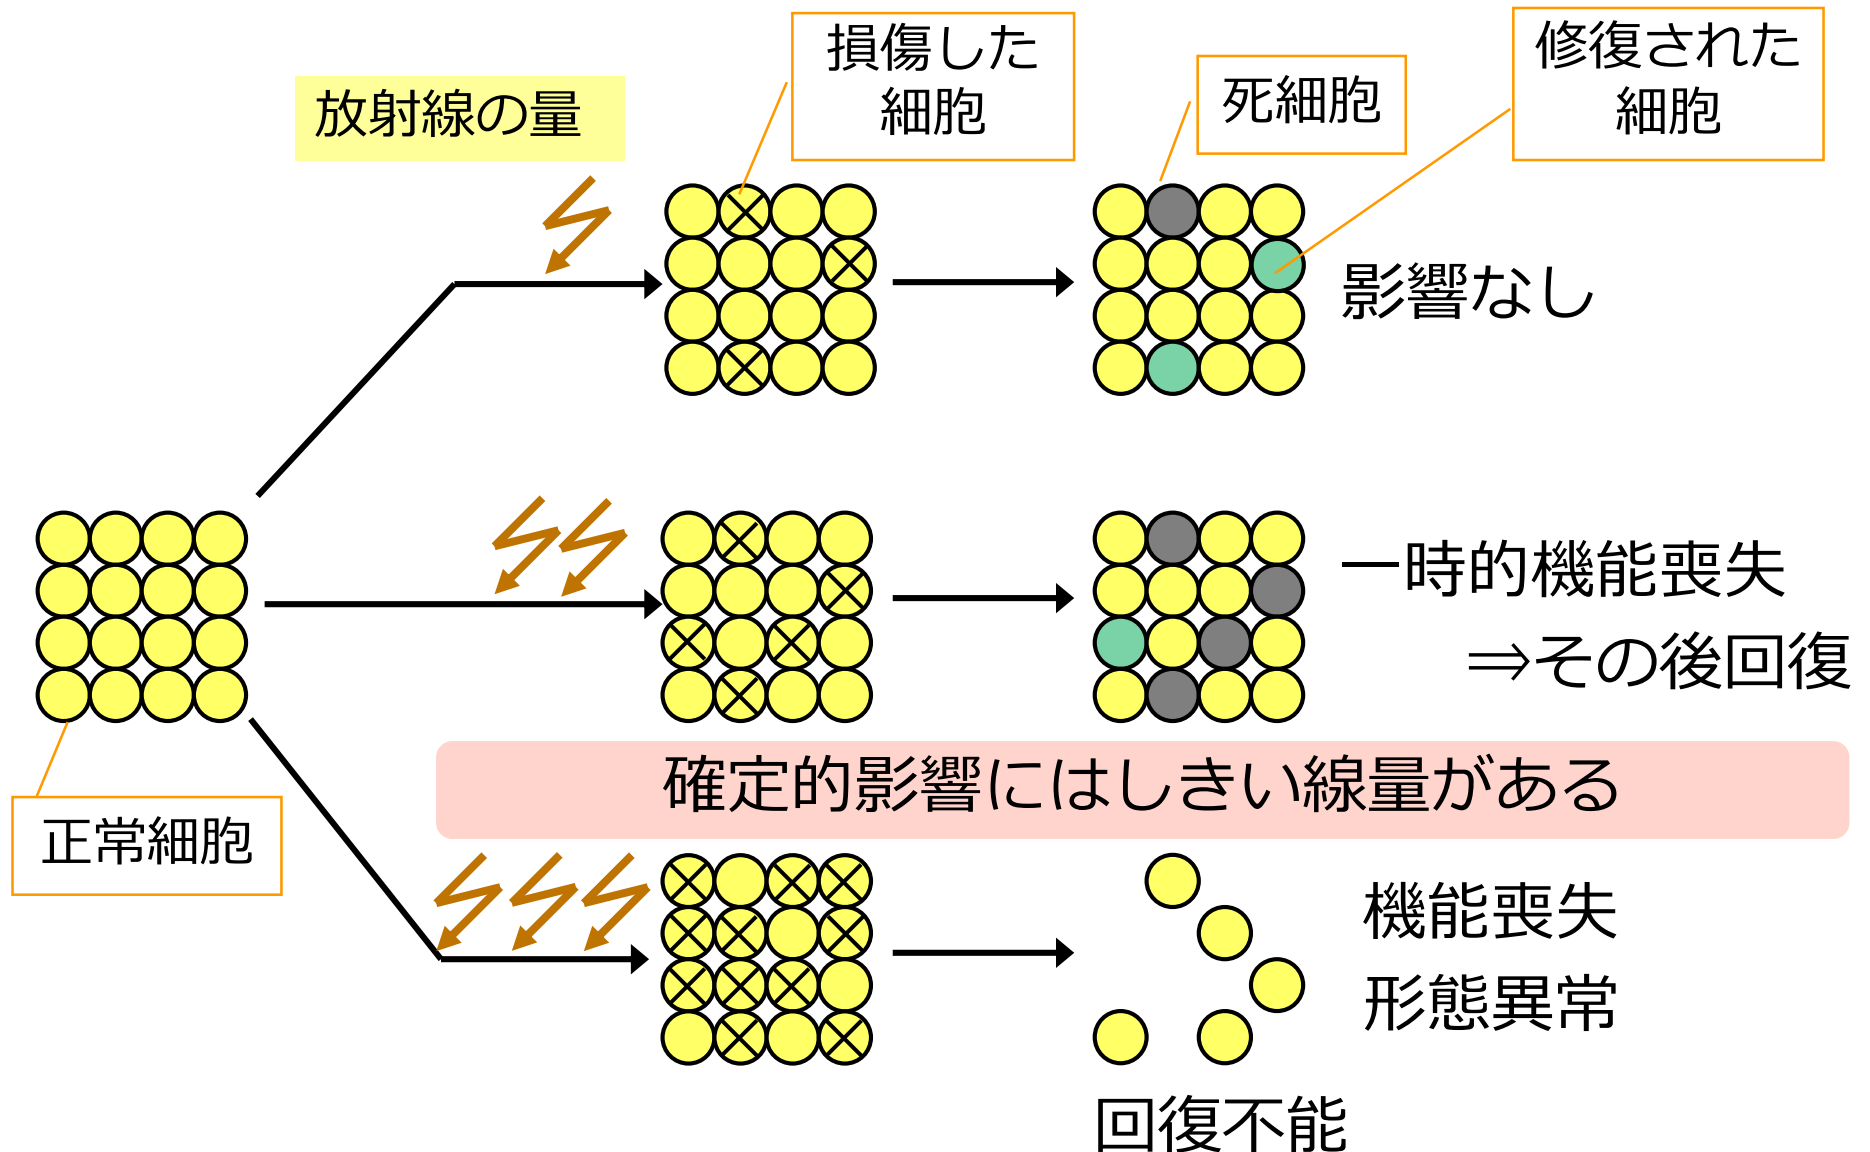 放射線の量
損傷した
細胞
死細胞
修復された
細胞
影響なし
一時的機能喪失
⇒その後回復
確定的影響にはしきい線量がある
正常細胞
機能喪失
形態異常
回復不能